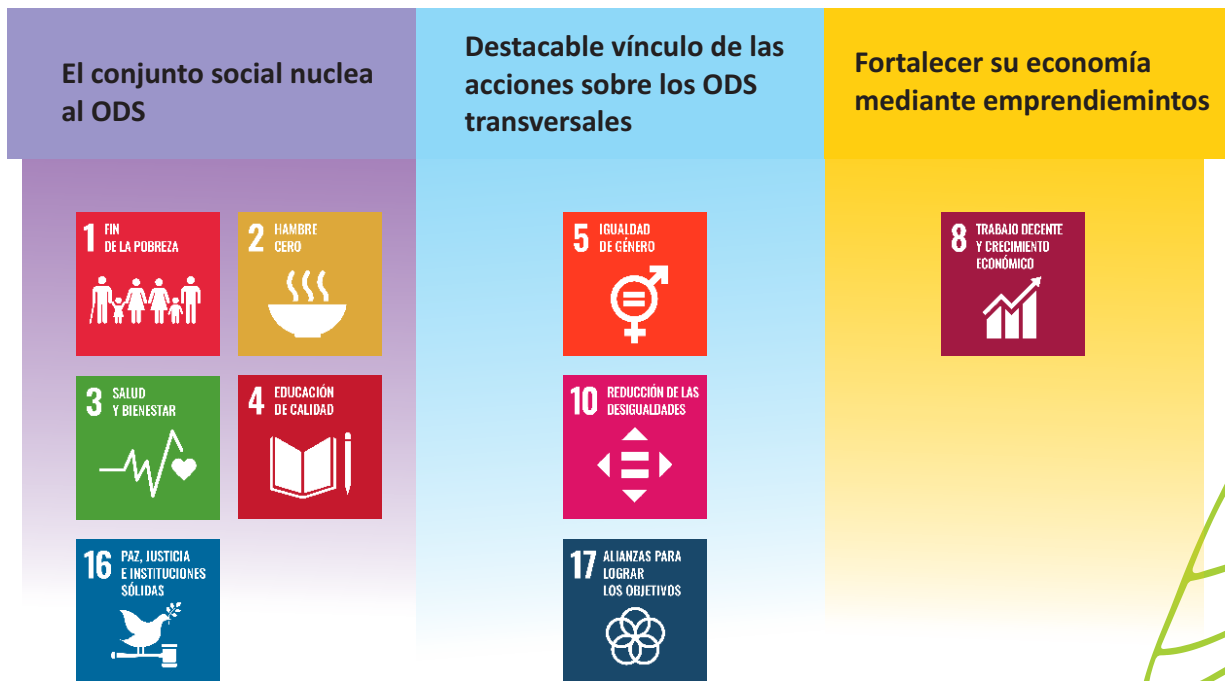 El conjunto social nuclea
al ODS
Destacable vínculo de las
acciones sobre los ODS
transversales
Fortalecer su economía
mediante emprendiemintos
1 FIN
DE LA POBREZA
2 HAMBRE
CERO
3 SALUD
Y BIENESTAR
4 EDUCACIÓN
DE CALIDAD
16 PAZ, JUSTICIA
E INSTITUCIONES
SÓLIDAS
5 IGUALDAD
DE GÉNERO
10 REDUCCIÓN DE LAS
DESIGUALDADES
17 ALIANZAS PARA
LOGRAR
LOS OBJETIVOS
8 TRABAJO DECENTE
Y CRECIMIENTO
ECONÓMICO